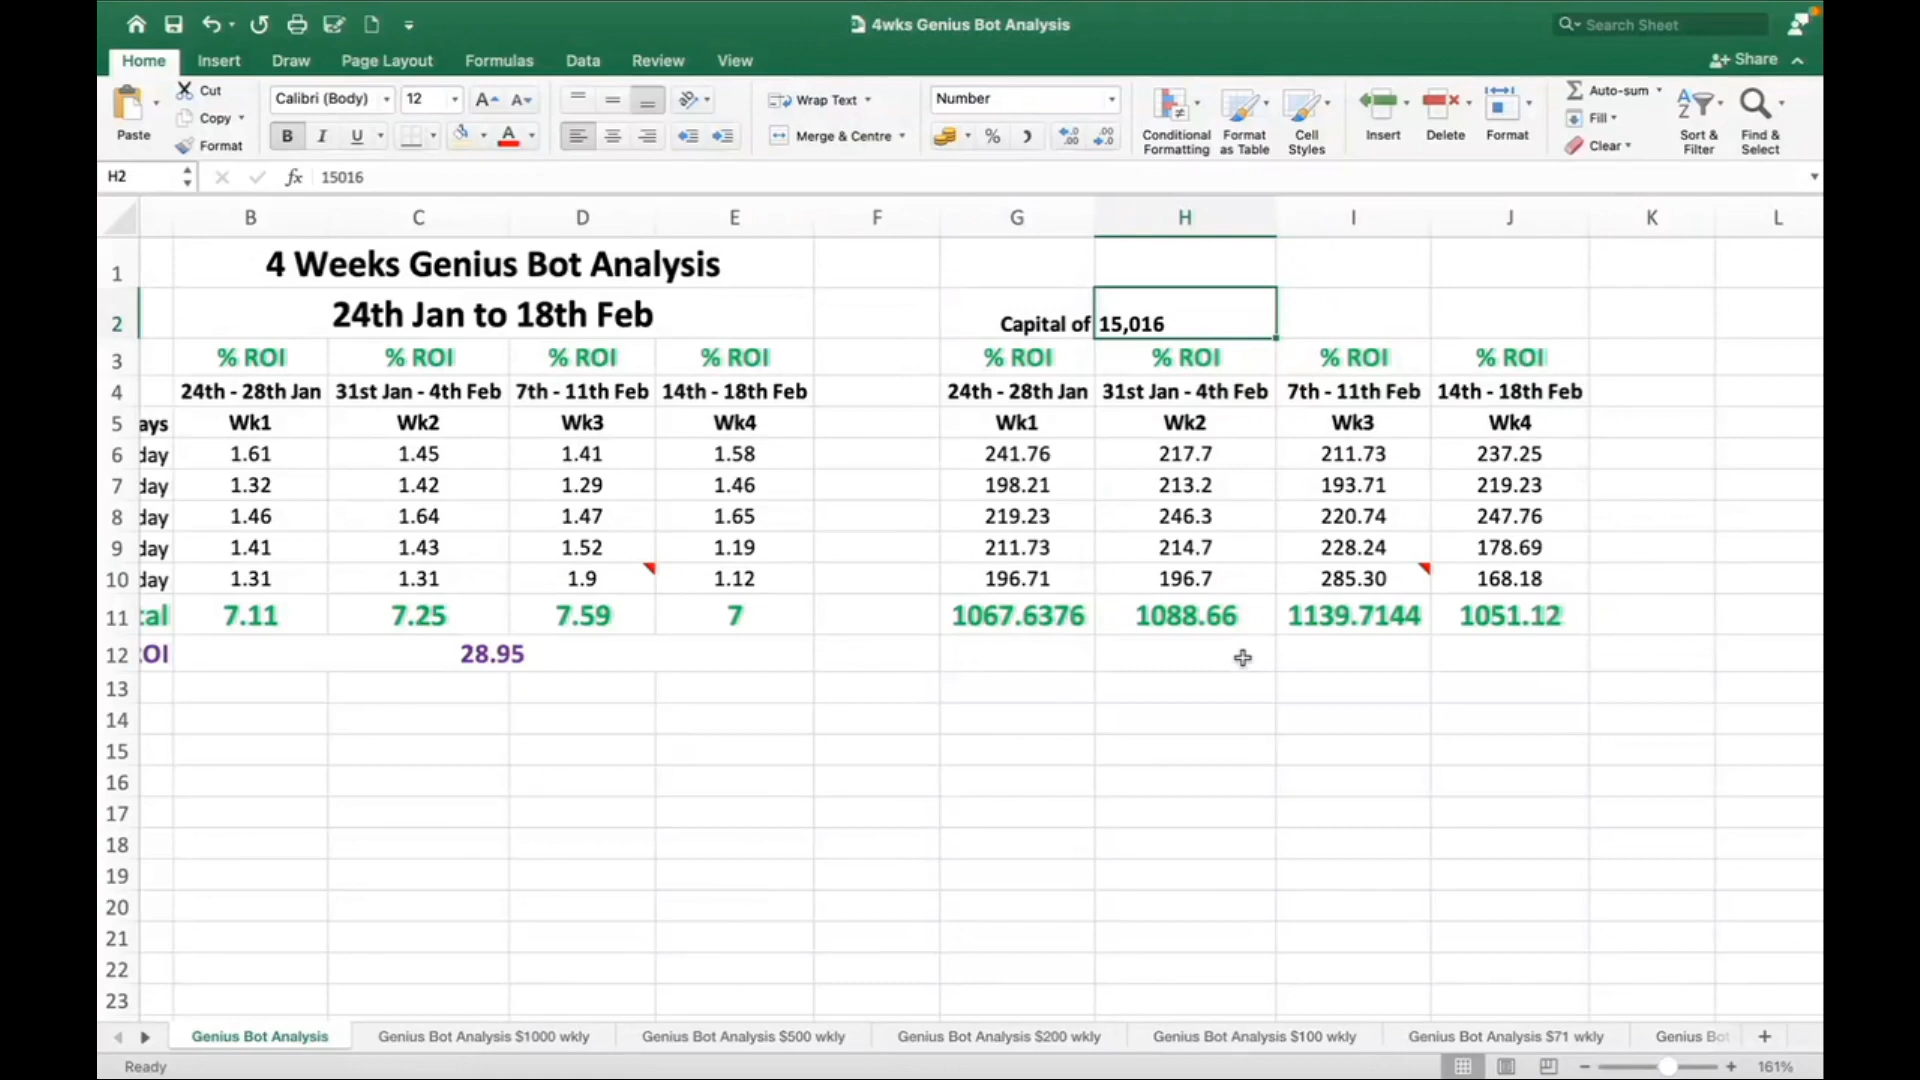 4wks Genius Bot Analysis
Search Sheet
Home Insert Draw Page Layout Formulas Data Review View
Share
Paste
Cut
Copy
Format
Calibri (Body) 12
B I U
Wrap Text
Merge & Centre
Number
Conditional Formatting
Format as Table
Cell Styles
Insert
Delete
Format
Auto-sum
Fill
Clear
Sort & Filter
Find & Select
H2 fx 15016
B C D E F G H I J K L
1 4 Weeks Genius Bot Analysis
2 24th Jan to 18th Feb Capital of 15,016
3 % ROI % ROI % ROI % ROI % ROI % ROI % ROI % ROI
4 24th - 28th Jan 31st Jan - 4th Feb 7th - 11th Feb 14th - 18th Feb 24th - 28th Jan 31st Jan - 4th Feb 7th - 11th Feb 14th - 18th Feb
5 ays Wk1 Wk2 Wk3 Wk4 Wk1 Wk2 Wk3 Wk4
6 day 1.61 1.45 1.41 1.58 241.76 217.7 211.73 237.25
7 day 1.32 1.42 1.29 1.46 198.21 213.2 193.71 219.23
8 day 1.46 1.64 1.47 1.65 219.23 246.3 220.74 247.76
9 day 1.41 1.43 1.52 1.19 211.73 214.7 228.24 178.69
10 day 1.31 1.31 1.9 1.12 196.71 196.7 285.30 168.18
11 tal 7.11 7.25 7.59 7 1067.6376 1088.66 1139.7144 1051.12
12 OI 28.95
13
14
15
16
17
18
19
20
21
22
23
Genius Bot Analysis Genius Bot Analysis $1000 wkly Genius Bot Analysis $500 wkly Genius Bot Analysis $200 wkly Genius Bot Analysis $100 wkly Genius Bot Analysis $71 wkly Genius Bot
Ready 161%